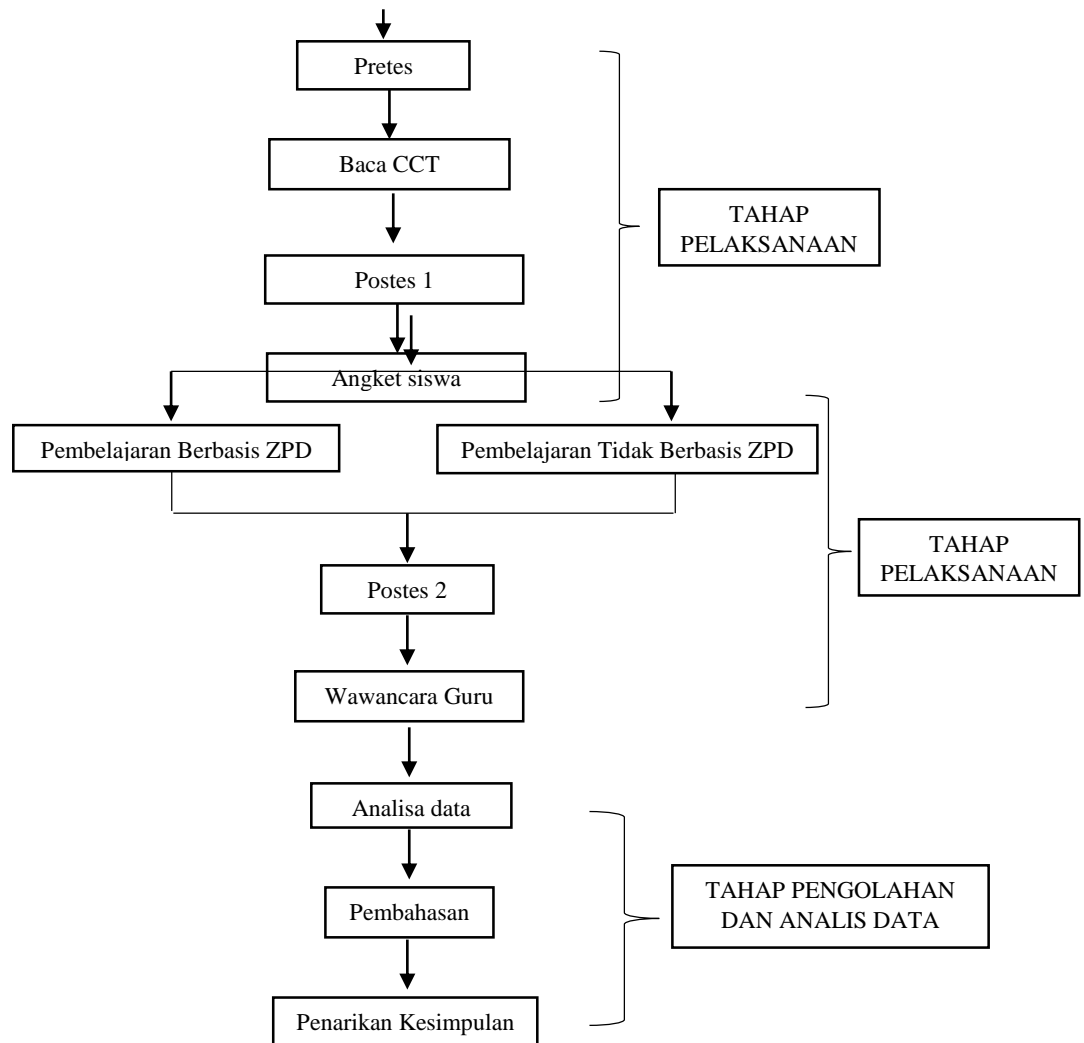 Pretes
Baca CCT
TAHAP
PELAKSANAAN
Postes 1
Angket siswa
Pembelajaran Berbasis ZPD
Pembelajaran Tidak Berbasis ZPD
TAHAP
PELAKSANAAN
Postes 2
Wawancara Guru
Analisa data
TAHAP PENGOLAHAN
DAN ANALIS DATA
Pembahasan
Penarikan Kesimpulan